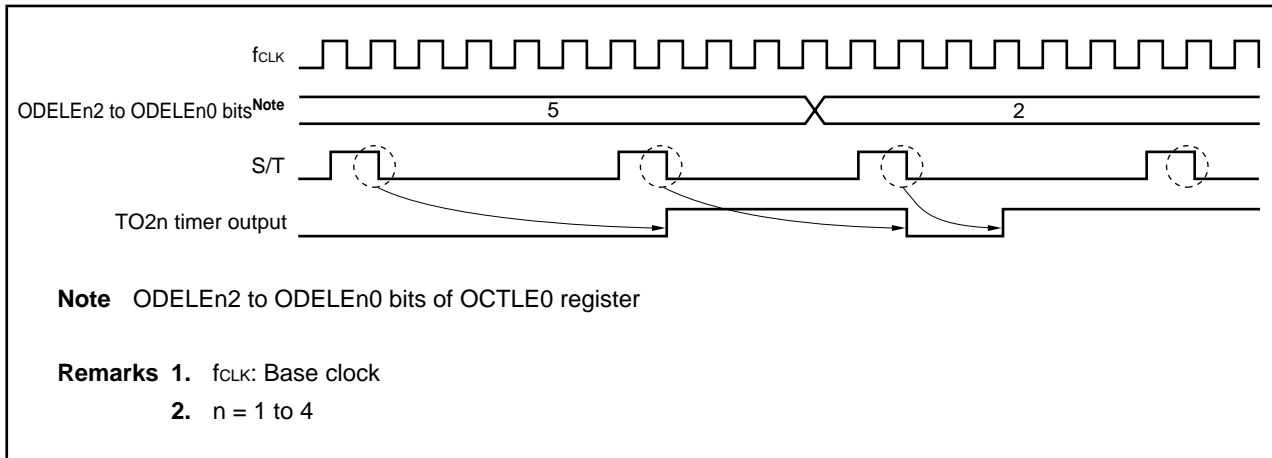 fCLK
ODELEn2 to ODELEn0 bitsNote
5
2
S/T
TO2n timer output
Note ODELEn2 to ODELEn0 bits of OCTLE0 register
Remarks 1. fCLK: Base clock
2. n = 1 to 4